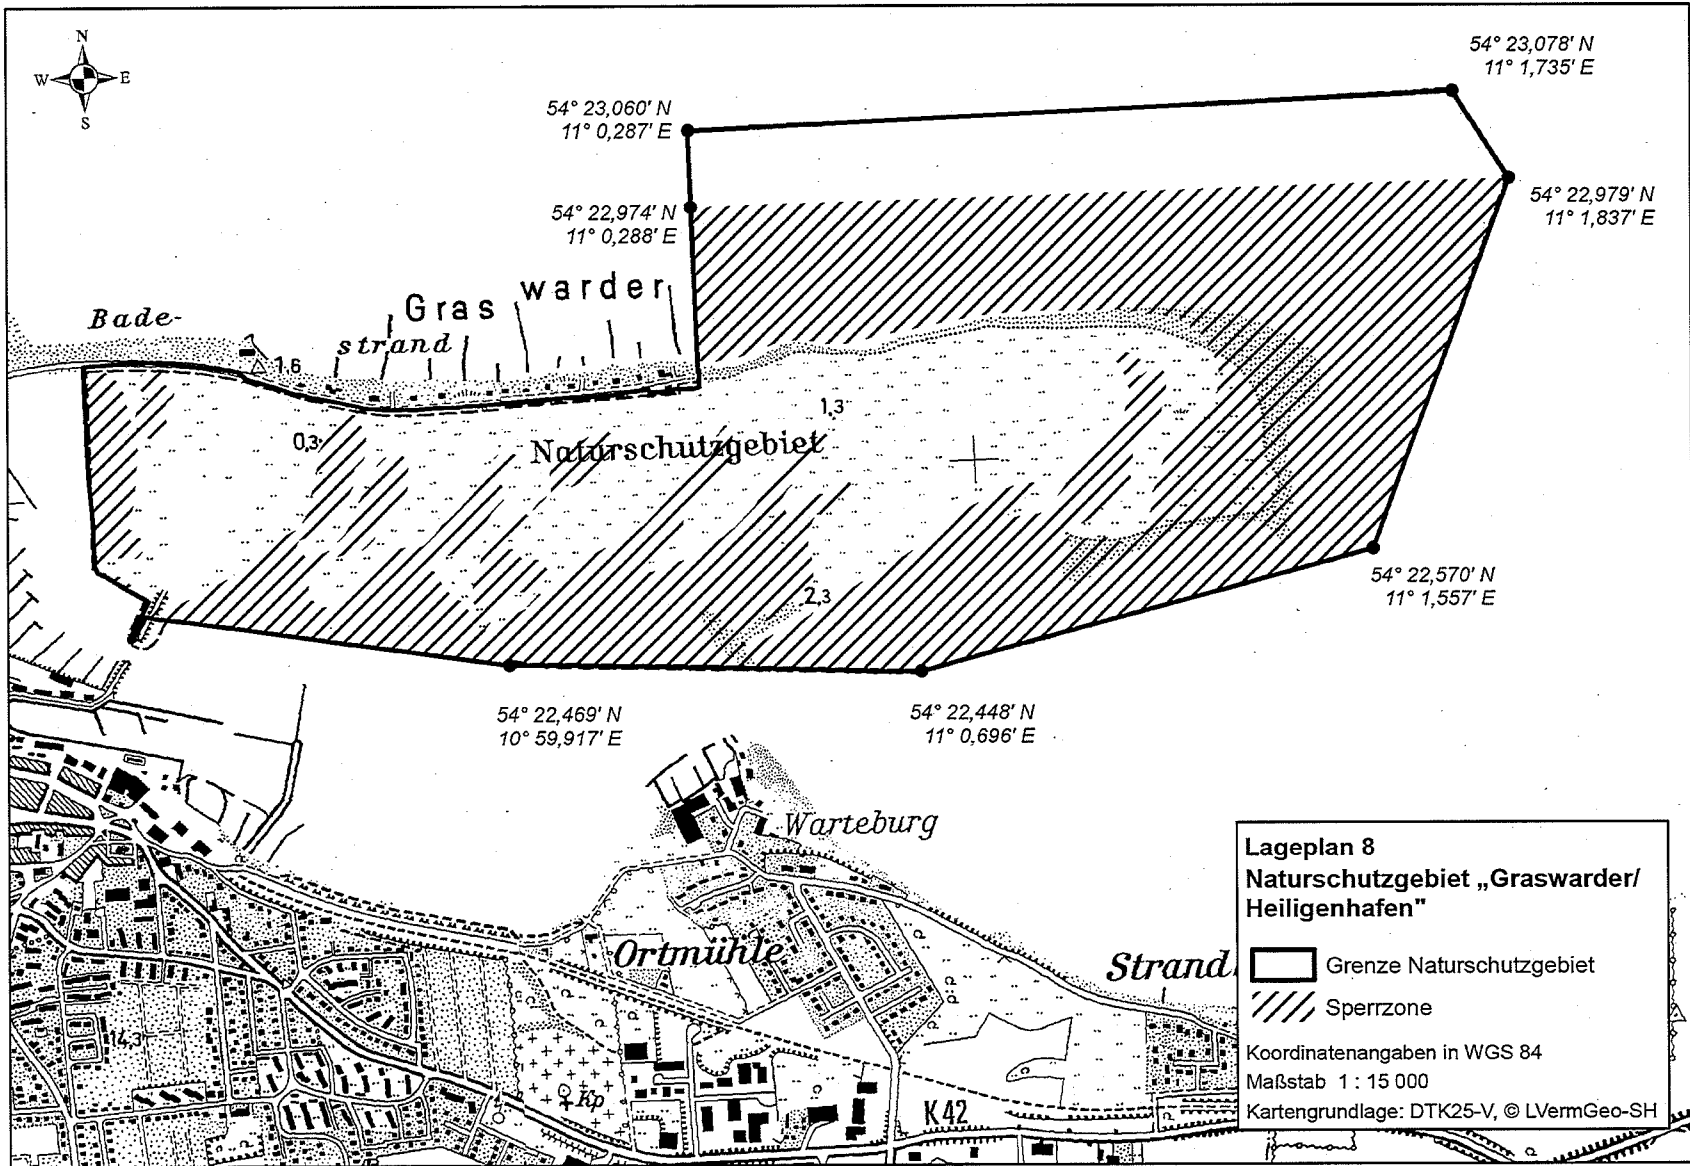 N
W E
S
54° 23,078' N
11° 1,735' E
54° 23,060' N
11° 0,287' E
54° 22,974' N
11° 0,288' E
54° 22,979' N
11° 1,837' E
Graswarder
Bade-
strand
1,6
1,3
0,3
Naturschutzgebiet
2,3
54° 22,570' N
11° 1,557' E
54° 22,469' N
10° 59,917' E
54° 22,448' N
11° 0,696' E
Warteburg
Ortmühle
Strand
14,3
Kp
K42
Lageplan 8
Naturschutzgebiet „Graswarder/
Heiligenhafen"
Grenze Naturschutzgebiet
Sperrzone
Koordinatenangaben in WGS 84
Maßstab 1 : 15 000
Kartengrundlage: DTK25-V, © LVermGeo-SH